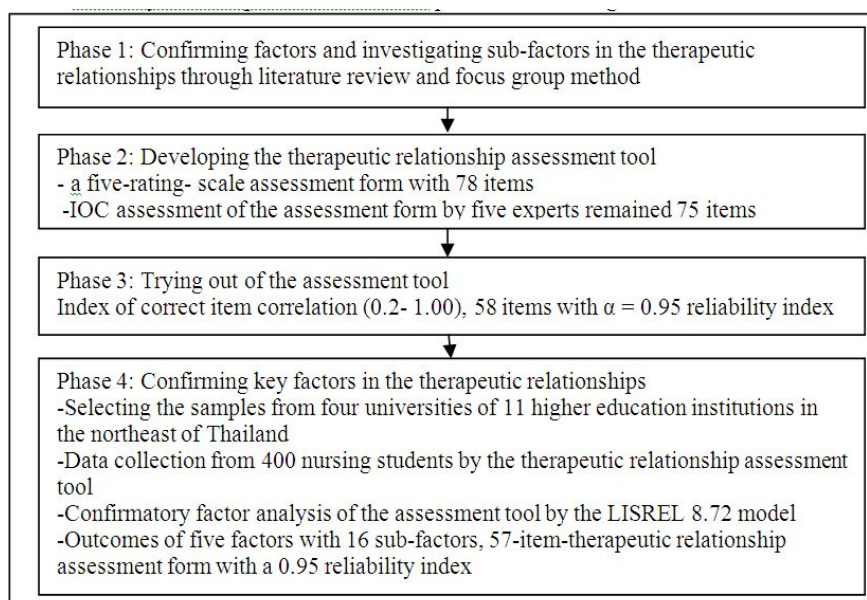 Phase 1: Confirming factors and investigating sub-factors in the therapeutic
relationships through literature review and focus group method
Phase 2: Developing the therapeutic relationship assessment tool
- a five-rating- scale assessment form with 78 items
-IOC assessment of the assessment form by five experts remained 75 items
Phase 3: Trying out of the assessment tool
Index of correct item correlation (0.2- 1.00), 58 items with α = 0.95 reliability index
Phase 4: Confirming key factors in the therapeutic relationships
-Selecting the samples from four universities of 11 higher education institutions in
the northeast of Thailand
-Data collection from 400 nursing students by the therapeutic relationship assessment
tool
-Confirmatory factor analysis of the assessment tool by the LISREL 8.72 model
-Outcomes of five factors with 16 sub-factors, 57-item-therapeutic relationship
assessment form with a 0.95 reliability index